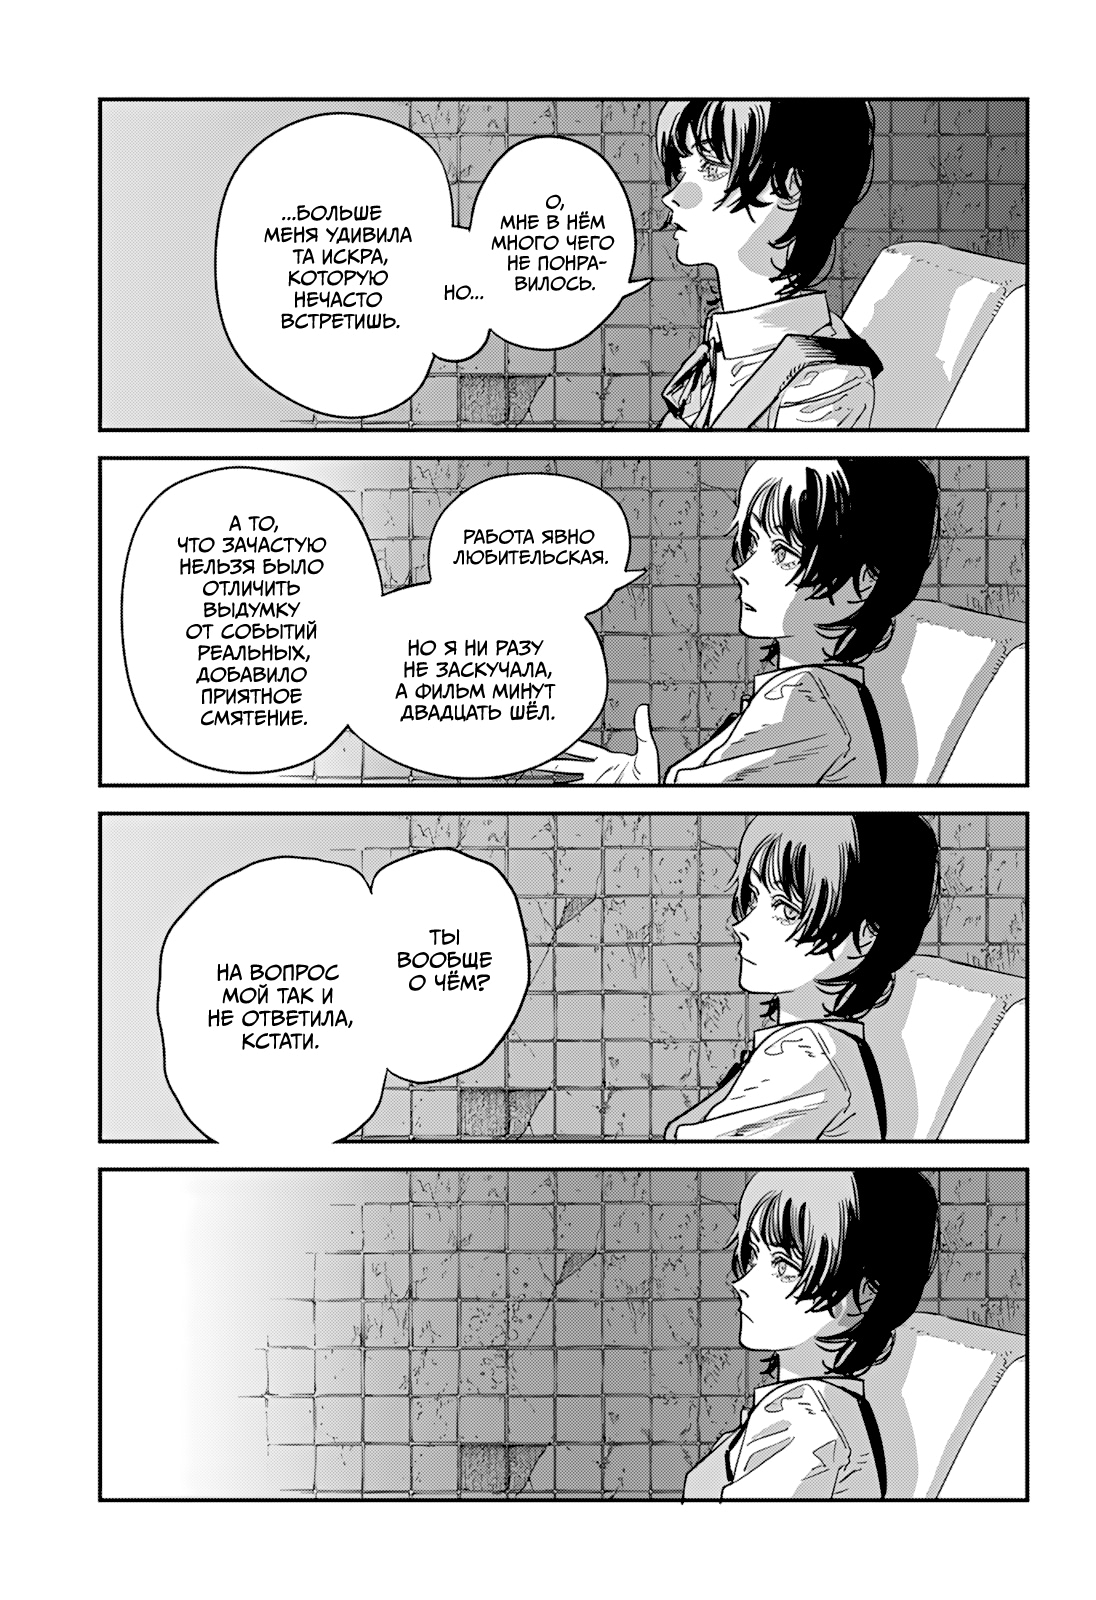 О,
МНЕ В НЁМ
МНОГО ЧЕГО
НЕ ПОНРА-
ВИЛОСЬ.
НО...
...БОЛЬШЕ
МЕНЯ УДИВИЛА
ТА ИСКРА,
КОТОРУЮ
НЕЧАСТО
ВСТРЕТИШЬ.
РАБОТА ЯВНО
ЛЮБИТЕЛЬСКАЯ.
НО Я НИ РАЗУ
НЕ ЗАСКУЧАЛА,
А ФИЛЬМ МИНУТ
ДВАДЦАТЬ ШЁЛ.
А ТО,
ЧТО ЗАЧАСТУЮ
НЕЛЬЗЯ БЫЛО
ОТЛИЧИТЬ
ВЫДУМКУ
ОТ СОБЫТИЙ
РЕАЛЬНЫХ,
ДОБАВИЛО
ПРИЯТНОЕ
СМЯТЕНИЕ.
ТЫ
ВООБЩЕ
О ЧЁМ?
НА ВОПРОС
МОЙ ТАК И
НЕ ОТВЕТИЛА,
КСТАТИ.